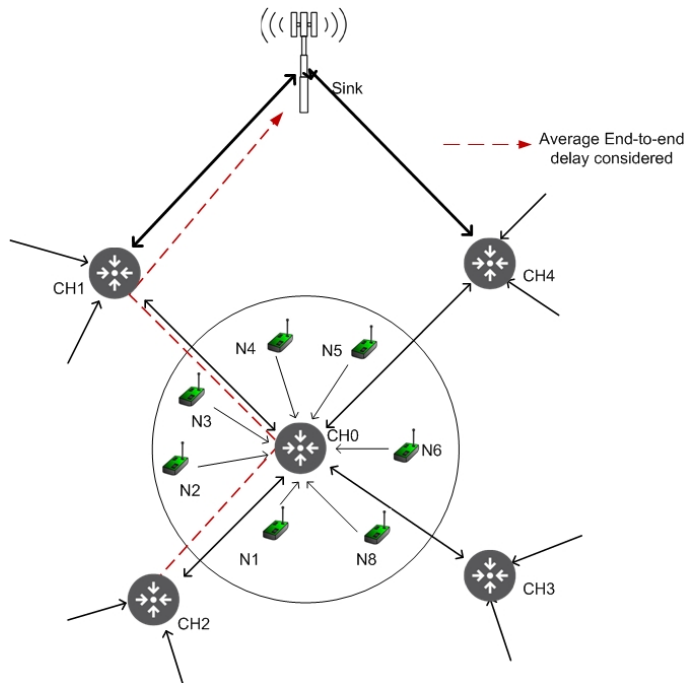 Sink
Average End-to-end
delay considered
CH1
CH4
N4
N5
N3
CH0
N6
N2
N1
N8
CH3
CH2